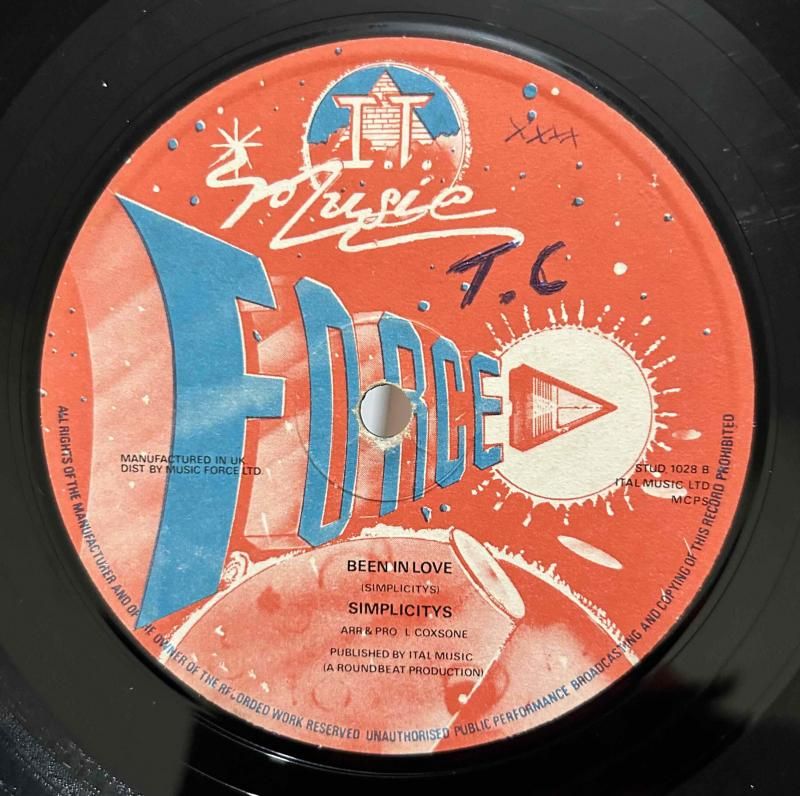 IT
Music
XXXX
T.C
FORCE
MANUFACTURED IN UK
DIST BY MUSIC FORCE LTD.
STUD 1028 B
ITAL MUSIC LTD
MCPS
BEEN IN LOVE
(SIMPLICITYS)
SIMPLICITYS
ARR & PRO L COXSONE
PUBLISHED BY ITAL MUSIC
(A ROUNDBEAT PRODUCTION)
ALL RIGHTS OF THE MANUFACTURER AND OF THE OWNER OF THE RECORDED WORK RESERVED UNAUTHORISED PUBLIC PERFORMANCE BROADCASTING AND COPYING OF THIS RECORD PROHIBITED